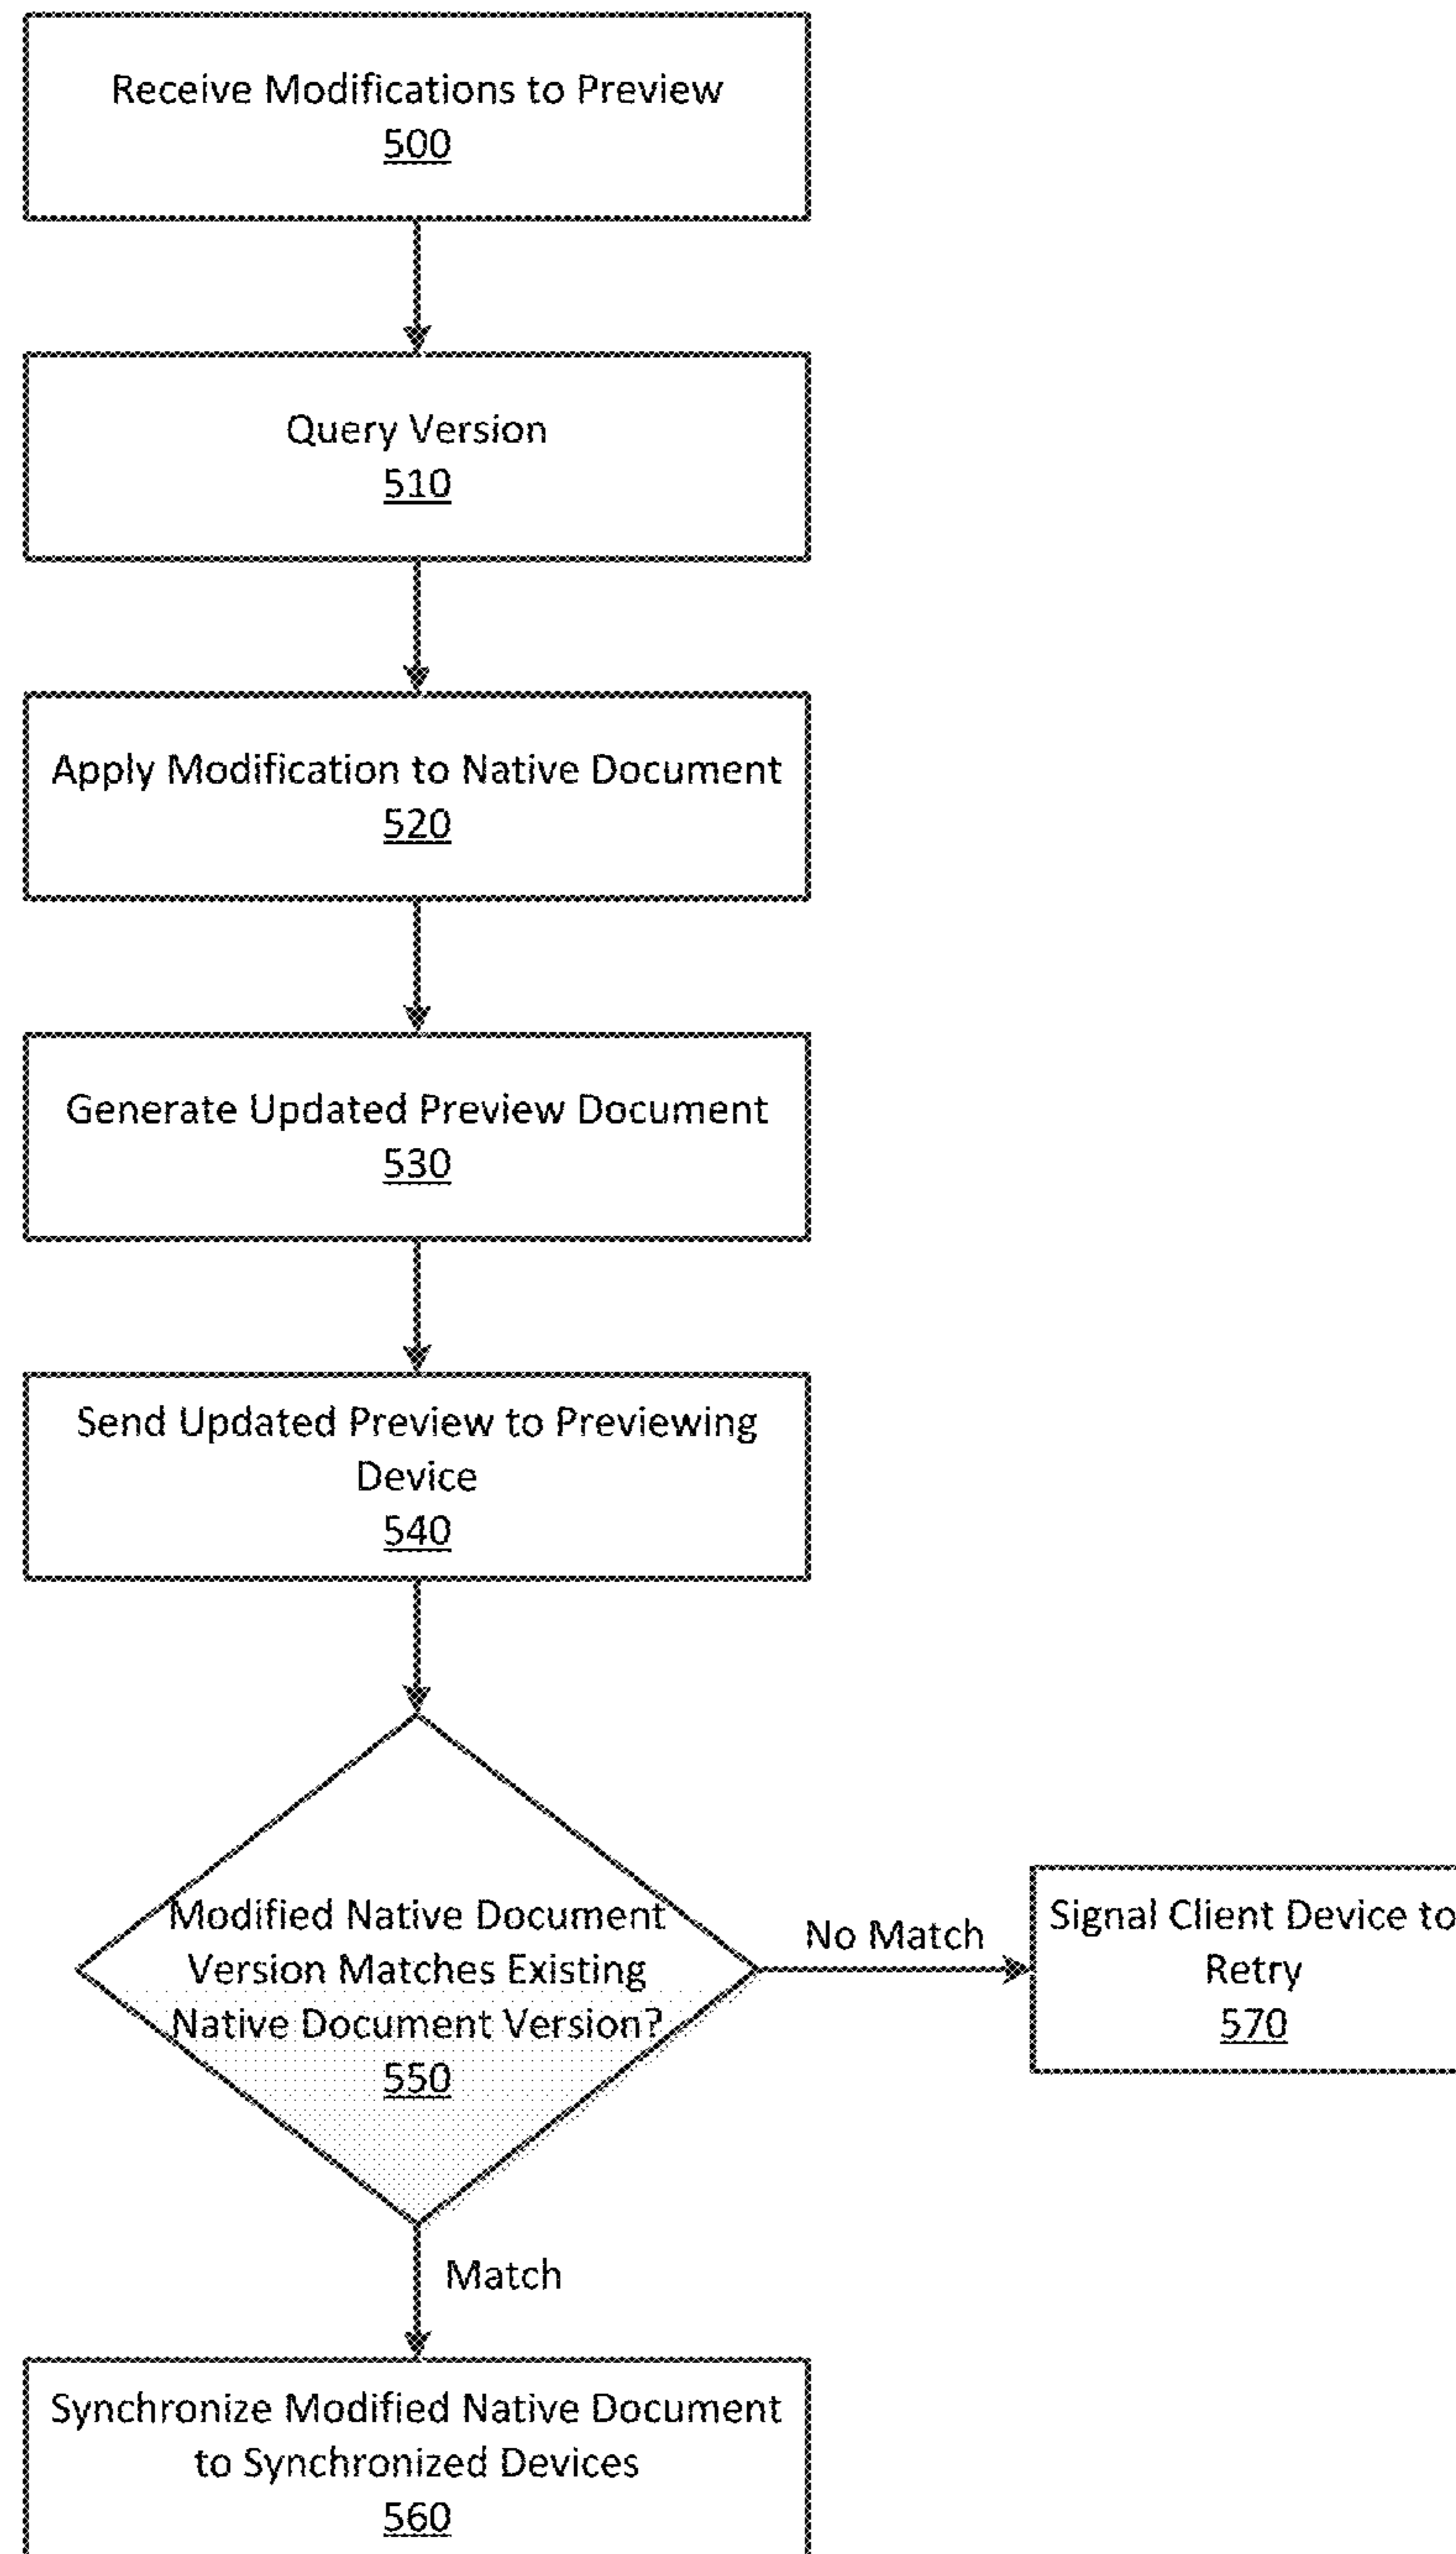 Receive Modifications to Preview
500
Query Version
510
Apply Modification to Native Document
520
Generate Updated Preview Document
530
Send Updated Preview to Previewing
Device
540
Modified Native Document
Version Matches Existing
Native Document Version?
550
No Match
Signal Client Device to
Retry
570
Match
Synchronize Modified Native Document
to Synchronized Devices
560